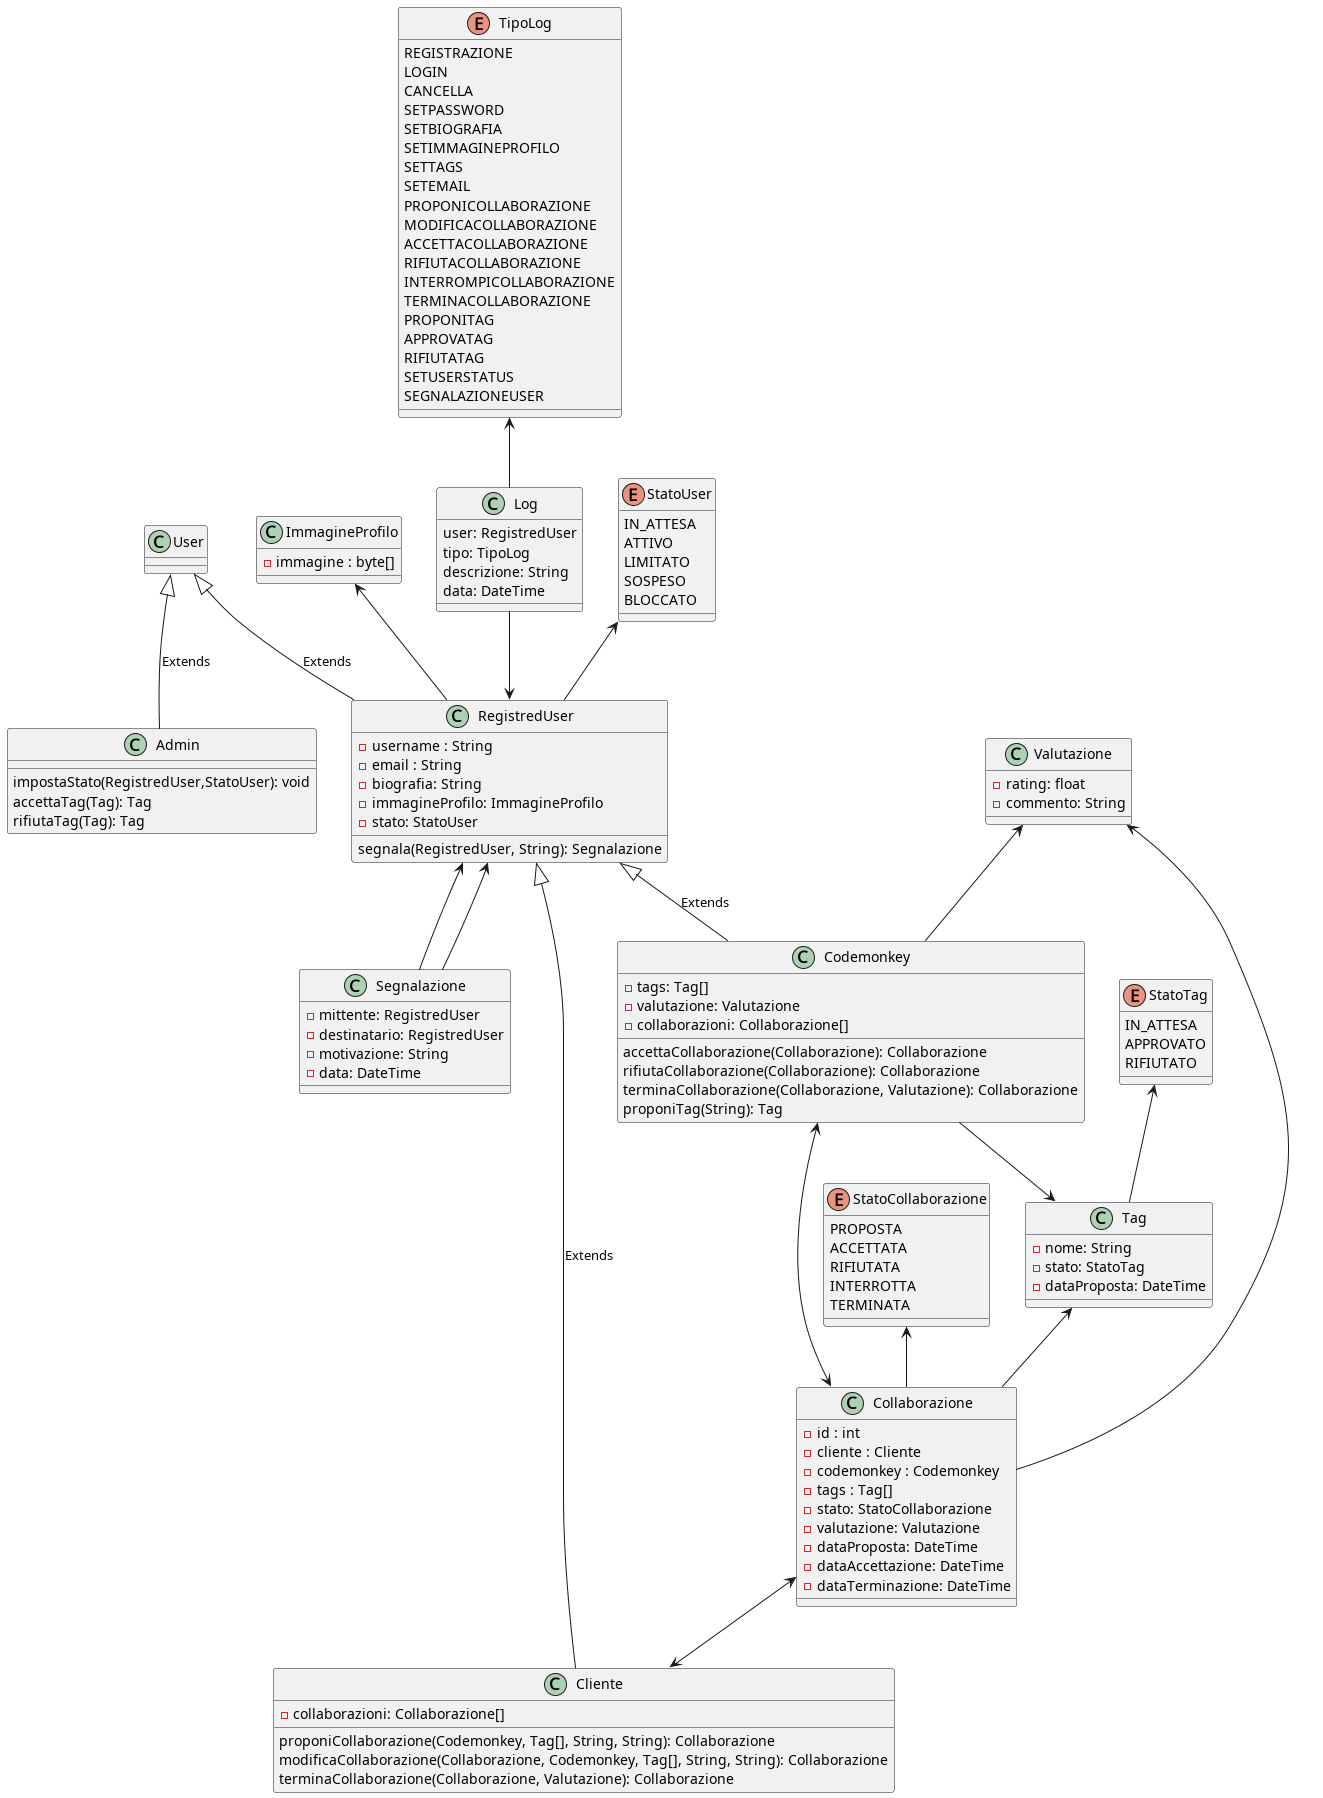 TipoLog
REGISTRAZIONE
LOGIN
CANCELLA
SETPASSWORD
SETBIOGRAFIA
SETIMMAGINEPROFILO
SETTAGS
SETEMAIL
PROPONICOLLABORAZIONE
MODIFICACOLLABORAZIONE
ACCETTACOLLABORAZIONE
RIFIUTACOLLABORAZIONE
INTERROMPICOLLABORAZIONE
TERMINACOLLABORAZIONE
PROPONITAG
APPROVATAG
RIFIUTATAG
SETUSERSTATUS
SEGNALAZIONEUSER
User
ImmagineProfilo
immagine : byte[]
Log
user: RegistredUser
tipo: TipoLog
descrizione: String
data: DateTime
StatoUser
IN_ATTESA
ATTIVO
LIMITATO
SOSPESO
BLOCCATO
Extends
Extends
Admin
impostaStato(RegistredUser,StatoUser): void
accettaTag(Tag): Tag
rifiutaTag(Tag): Tag
RegistredUser
username : String
email : String
biografia: String
immagineProfilo: ImmagineProfilo
stato: StatoUser
segnala(RegistredUser, String): Segnalazione
Valutazione
rating: float
commento: String
Extends
Segnalazione
mittente: RegistredUser
destinatario: RegistredUser
motivazione: String
data: DateTime
Codemonkey
tags: Tag[]
valutazione: Valutazione
collaborazioni: Collaborazione[]
accettaCollaborazione(Collaborazione): Collaborazione
rifiutaCollaborazione(Collaborazione): Collaborazione
terminaCollaborazione(Collaborazione, Valutazione): Collaborazione
proponiTag(String): Tag
StatoTag
IN_ATTESA
APPROVATO
RIFIUTATO
Extends
StatoCollaborazione
PROPOSTA
ACCETTATA
RIFIUTATA
INTERROTTA
TERMINATA
Tag
nome: String
stato: StatoTag
dataProposta: DateTime
Collaborazione
id : int
cliente : Cliente
codemonkey : Codemonkey
tags : Tag[]
stato: StatoCollaborazione
valutazione: Valutazione
dataProposta: DateTime
dataAccettazione: DateTime
dataTerminazione: DateTime
Cliente
collaborazioni: Collaborazione[]
proponiCollaborazione(Codemonkey, Tag[], String, String): Collaborazione
modificaCollaborazione(Collaborazione, Codemonkey, Tag[], String, String): Collaborazione
terminaCollaborazione(Collaborazione, Valutazione): Collaborazione